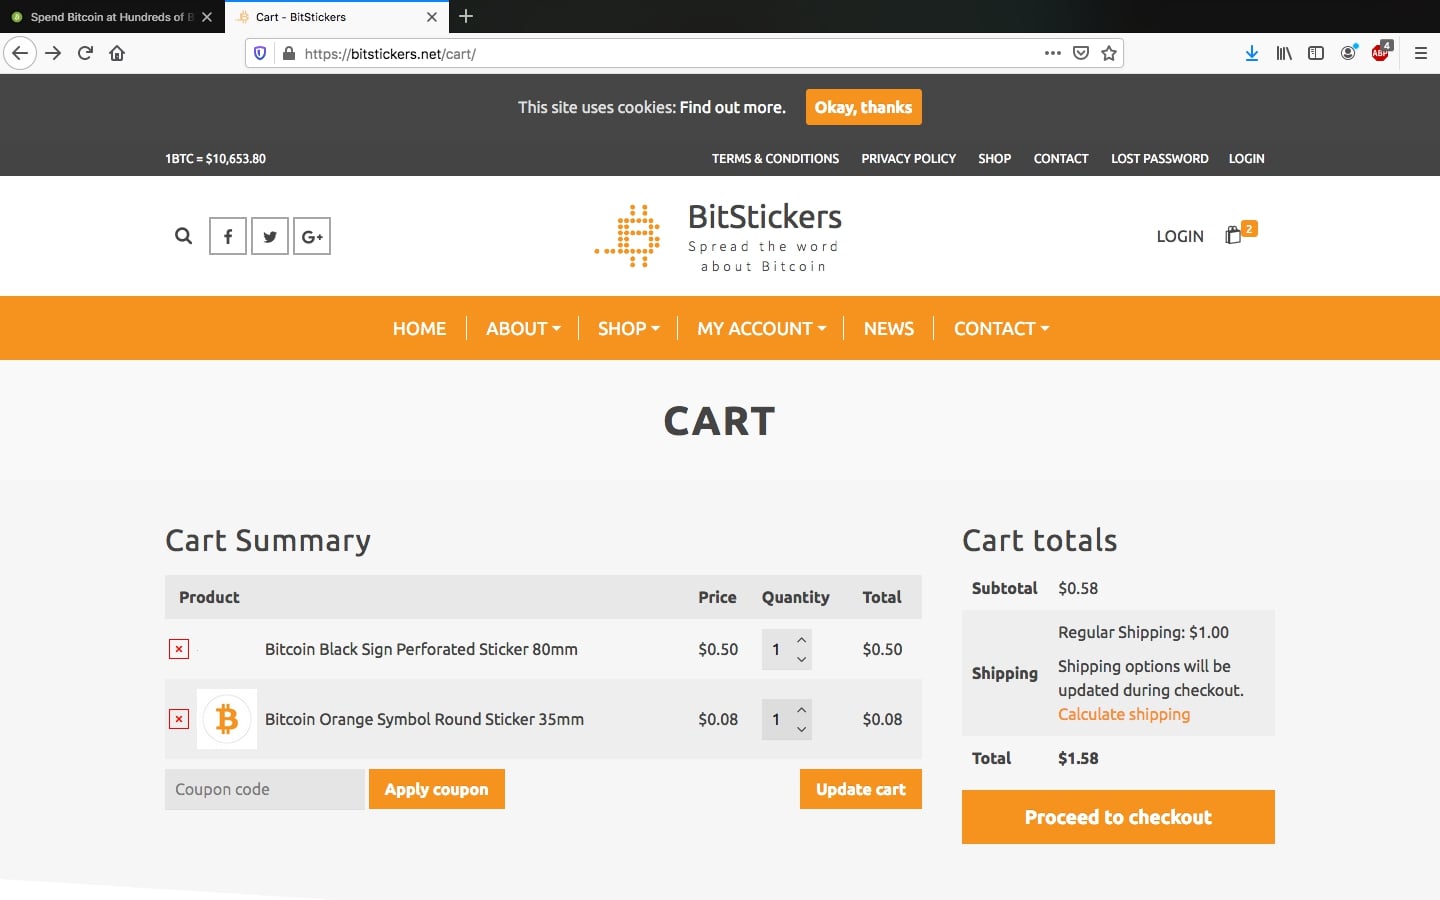 Spend Bitcoin at Hundreds of B
Cart - BitStickers
https://bitstickers.net/cart/
ABP
4
This site uses cookies: Find out more.
Okay, thanks
1BTC = $10,653.80
TERMS & CONDITIONS
PRIVACY POLICY
SHOP
CONTACT
LOST PASSWORD
LOGIN
f
G+
BitStickers
Spread the word
about Bitcoin
LOGIN
2
HOME
ABOUT
SHOP
MY ACCOUNT
NEWS
CONTACT
CART
Cart Summary
Product Price Quantity Total
Bitcoin Black Sign Perforated Sticker 80mm $0.50 1 $0.50
Bitcoin Orange Symbol Round Sticker 35mm $0.08 1 $0.08
Coupon code
Apply coupon
Update cart
Cart totals
Subtotal $0.58
Shipping
Regular Shipping: $1.00
Shipping options will be
updated during checkout.
Calculate shipping
Total $1.58
Proceed to checkout